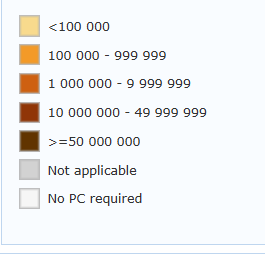 <100 000
100 000 - 999 999
1 000 000 - 9 999 999
10 000 000 - 49 999 999
>=50 000 000
Not applicable
No PC required